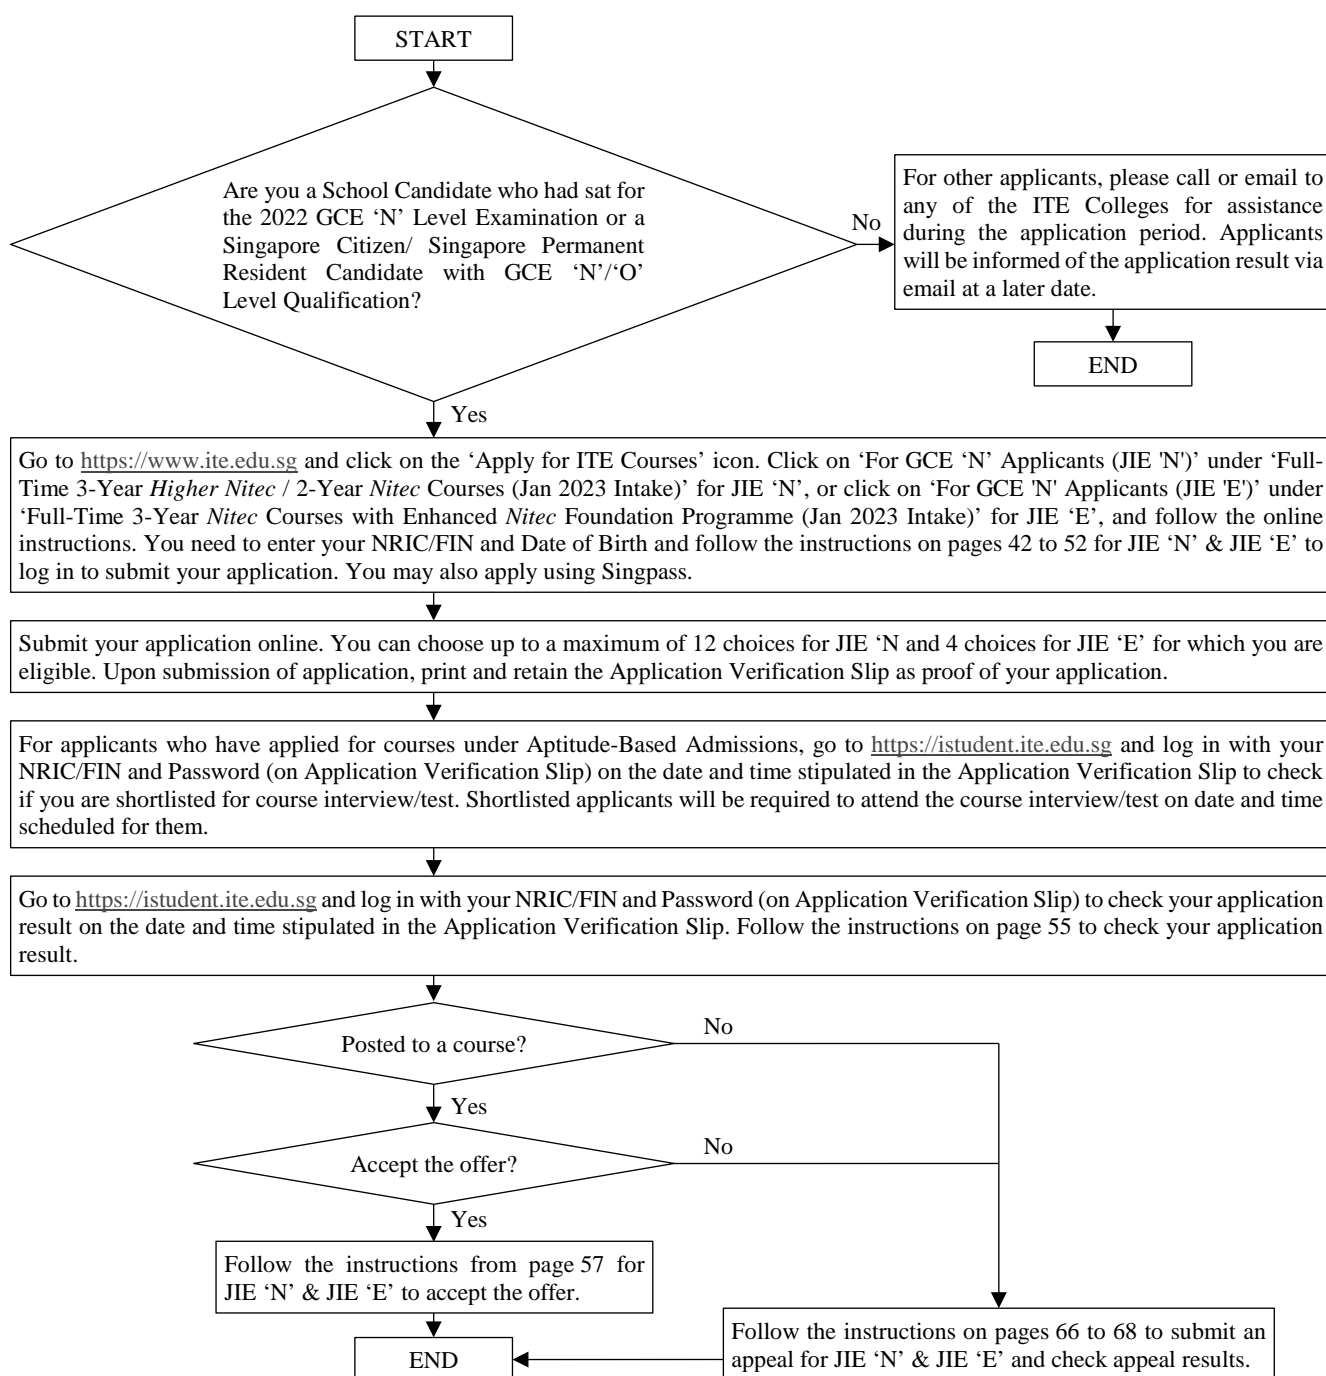 START
Are you a School Candidate who had sat for
the 2022 GCE ‘N’ Level Examination or a
Singapore Citizen/ Singapore Permanent
Resident Candidate with GCE ‘N’/‘O’
Level Qualification?
No
For other applicants, please call or email to
any of the ITE Colleges for assistance
during the application period. Applicants
will be informed of the application result via
email at a later date.
END
Yes
Go to https://www.ite.edu.sg and click on the ‘Apply for ITE Courses’ icon. Click on ‘For GCE ‘N’ Applicants (JIE 'N')’ under ‘Full-
Time 3-Year Higher Nitec / 2-Year Nitec Courses (Jan 2023 Intake)’ for JIE ‘N’, or click on ‘For GCE 'N' Applicants (JIE 'E')’ under
‘Full-Time 3-Year Nitec Courses with Enhanced Nitec Foundation Programme (Jan 2023 Intake)’ for JIE ‘E’, and follow the online
instructions. You need to enter your NRIC/FIN and Date of Birth and follow the instructions on pages 42 to 52 for JIE ‘N’ & JIE ‘E’ to
log in to submit your application. You may also apply using Singpass.
Submit your application online. You can choose up to a maximum of 12 choices for JIE ‘N and 4 choices for JIE ‘E’ for which you are
eligible. Upon submission of application, print and retain the Application Verification Slip as proof of your application.
For applicants who have applied for courses under Aptitude-Based Admissions, go to https://istudent.ite.edu.sg and log in with your
NRIC/FIN and Password (on Application Verification Slip) on the date and time stipulated in the Application Verification Slip to check
if you are shortlisted for course interview/test. Shortlisted applicants will be required to attend the course interview/test on date and time
scheduled for them.
Go to https://istudent.ite.edu.sg and log in with your NRIC/FIN and Password (on Application Verification Slip) to check your application
result on the date and time stipulated in the Application Verification Slip. Follow the instructions on page 55 to check your application
result.
Posted to a course?
No
Yes
Accept the offer?
No
Yes
Follow the instructions from page 57 for
JIE ‘N’ & JIE ‘E’ to accept the offer.
Follow the instructions on pages 66 to 68 to submit an
appeal for JIE ‘N’ & JIE ‘E’ and check appeal results.
END